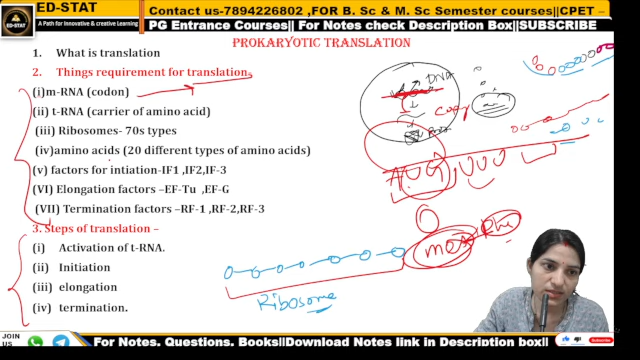 ED-STAT
For Innovative & Creative learning
Contact us-7894226802 ,FOR B. Sc & M. Sc Semester courses||CPET –
PG Entrance Courses||For Notes check Description Box||SUBSCRIBE
PROKARYOTIC TRANSLATION
1. What is translation
2. Things requirement for translation.
(i)m-RNA (codon)
(ii) t-RNA (carrier of amino acid)
(iii) Ribosomes- 70s types
(iv)amino acids (20 different types of amino acids)
(v) factors for intiation-IF1 ,IF2, IF-3
(VI) Elongation factors –EF-Tu ,EF-G
(VII) Termination factors –RF-1, RF-2, RF-3
3. Steps of translation –
(i) Activation of t-RNA.
(ii) Initiation
(iii) elongation
(iv) termination.
DNA
AUG UUU
met
Phe
Ribosome
JOIN US
For Notes. Questions. Books||Download Notes link in Description box||
LIKE